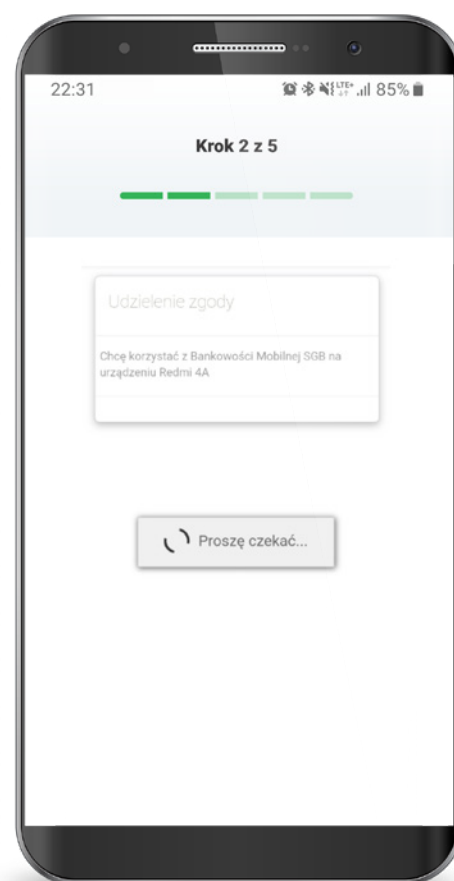 22:31 LTE+ 85%
Krok 2 z 5
Udzielenie zgody
Chcę korzystać z Bankowości Mobilnej SGB na
urządzeniu Redmi 4A
Proszę czekać...